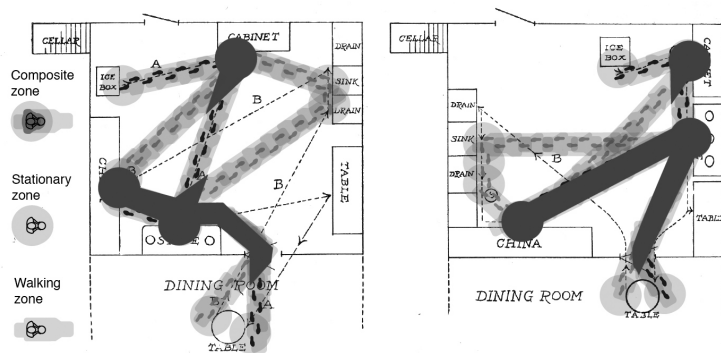 Composite
zone
Stationary
zone
Walking
zone
CELLAR
CABINET
DRAIN
SINK
DRAIN
ICE
BOX
A
B
B
B
TABLE
DINING ROOM
B
A
TABLE
CELLAR
ICE
BOX
DRAIN
SINK
DRAIN
B
CHINA
TABLE
DINING ROOM
TABLE